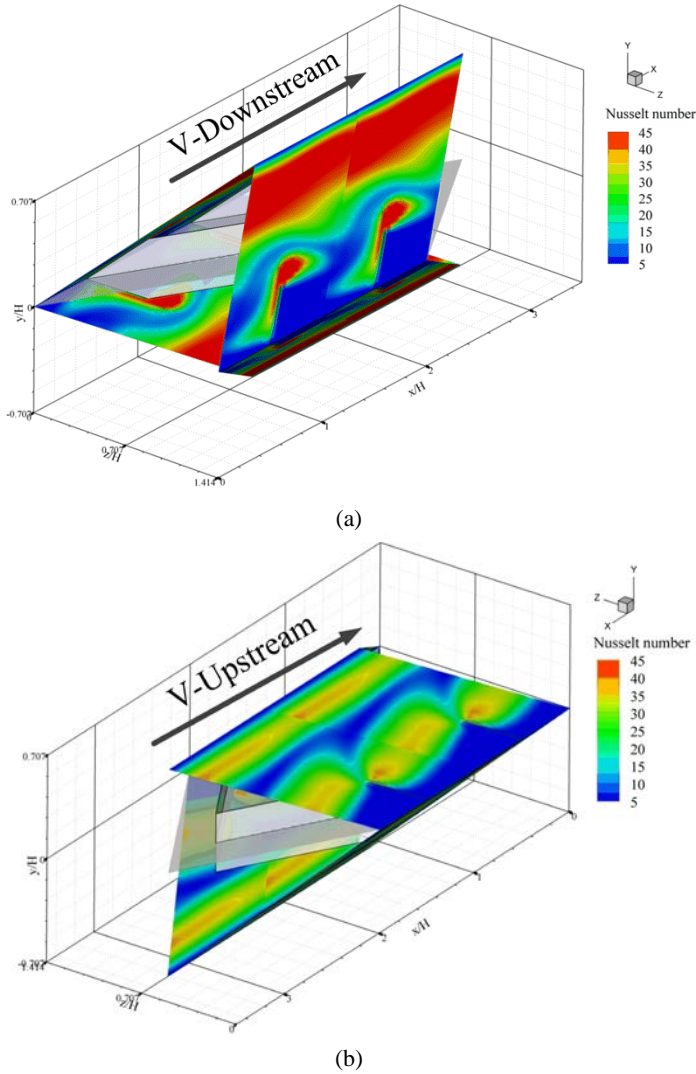 V-Downstream
Y
X
Z
Nusselt number
45
40
35
30
25
20
15
10
5
0.707
y/H
0
-0.707
0
0.707
z/H
1.414
0
1
2
x/H
3
(a)
V-Upstream
Y
Z
X
Nusselt number
45
40
35
30
25
20
15
10
5
0.707
y/H
0
-0.707
1.414
0.707
z/H
0
3
2
x/H
1
0
(b)